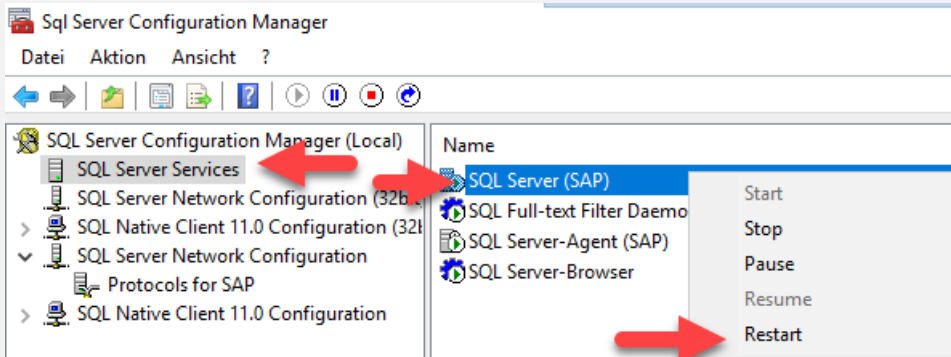 Sql Server Configuration Manager
Datei Aktion Ansicht ?
SQL Server Configuration Manager (Local)
SQL Server Services
SQL Server Network Configuration (32bit
SQL Native Client 11.0 Configuration (32l
SQL Server Network Configuration
Protocols for SAP
SQL Native Client 11.0 Configuration
Name
SQL Server (SAP)
SQL Full-text Filter Daemo
SQL Server-Agent (SAP)
SQL Server-Browser
Start
Stop
Pause
Resume
Restart